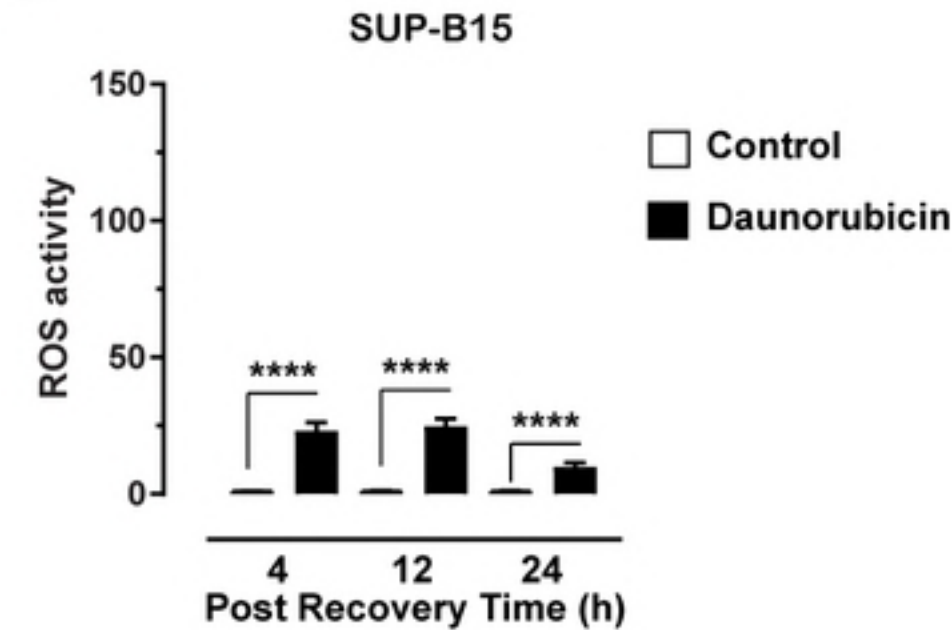 SUP-B15
150
100
50
0
ROS activity
Control
Daunorubicin
**** **** ****
4 12 24
Post Recovery Time (h)